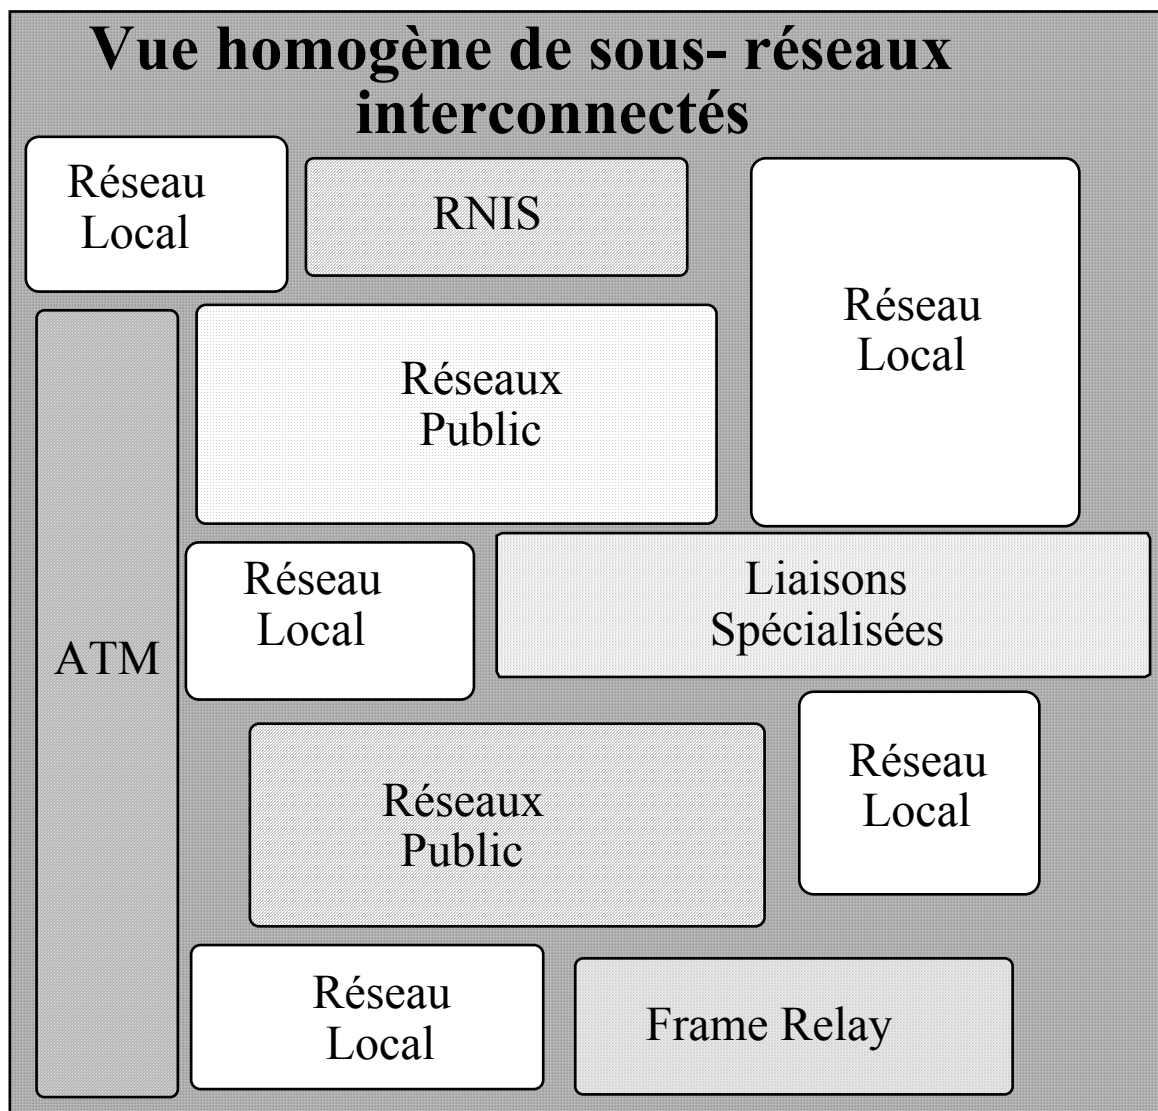 Vue homogène de sous- réseaux
interconnectés
Réseau
Local
RNIS
Réseau
Local
Réseaux
Public
Réseau
Local
Liaisons
Spécialisées
ATM
Réseau
Local
Réseaux
Public
Réseau
Local
Frame Relay